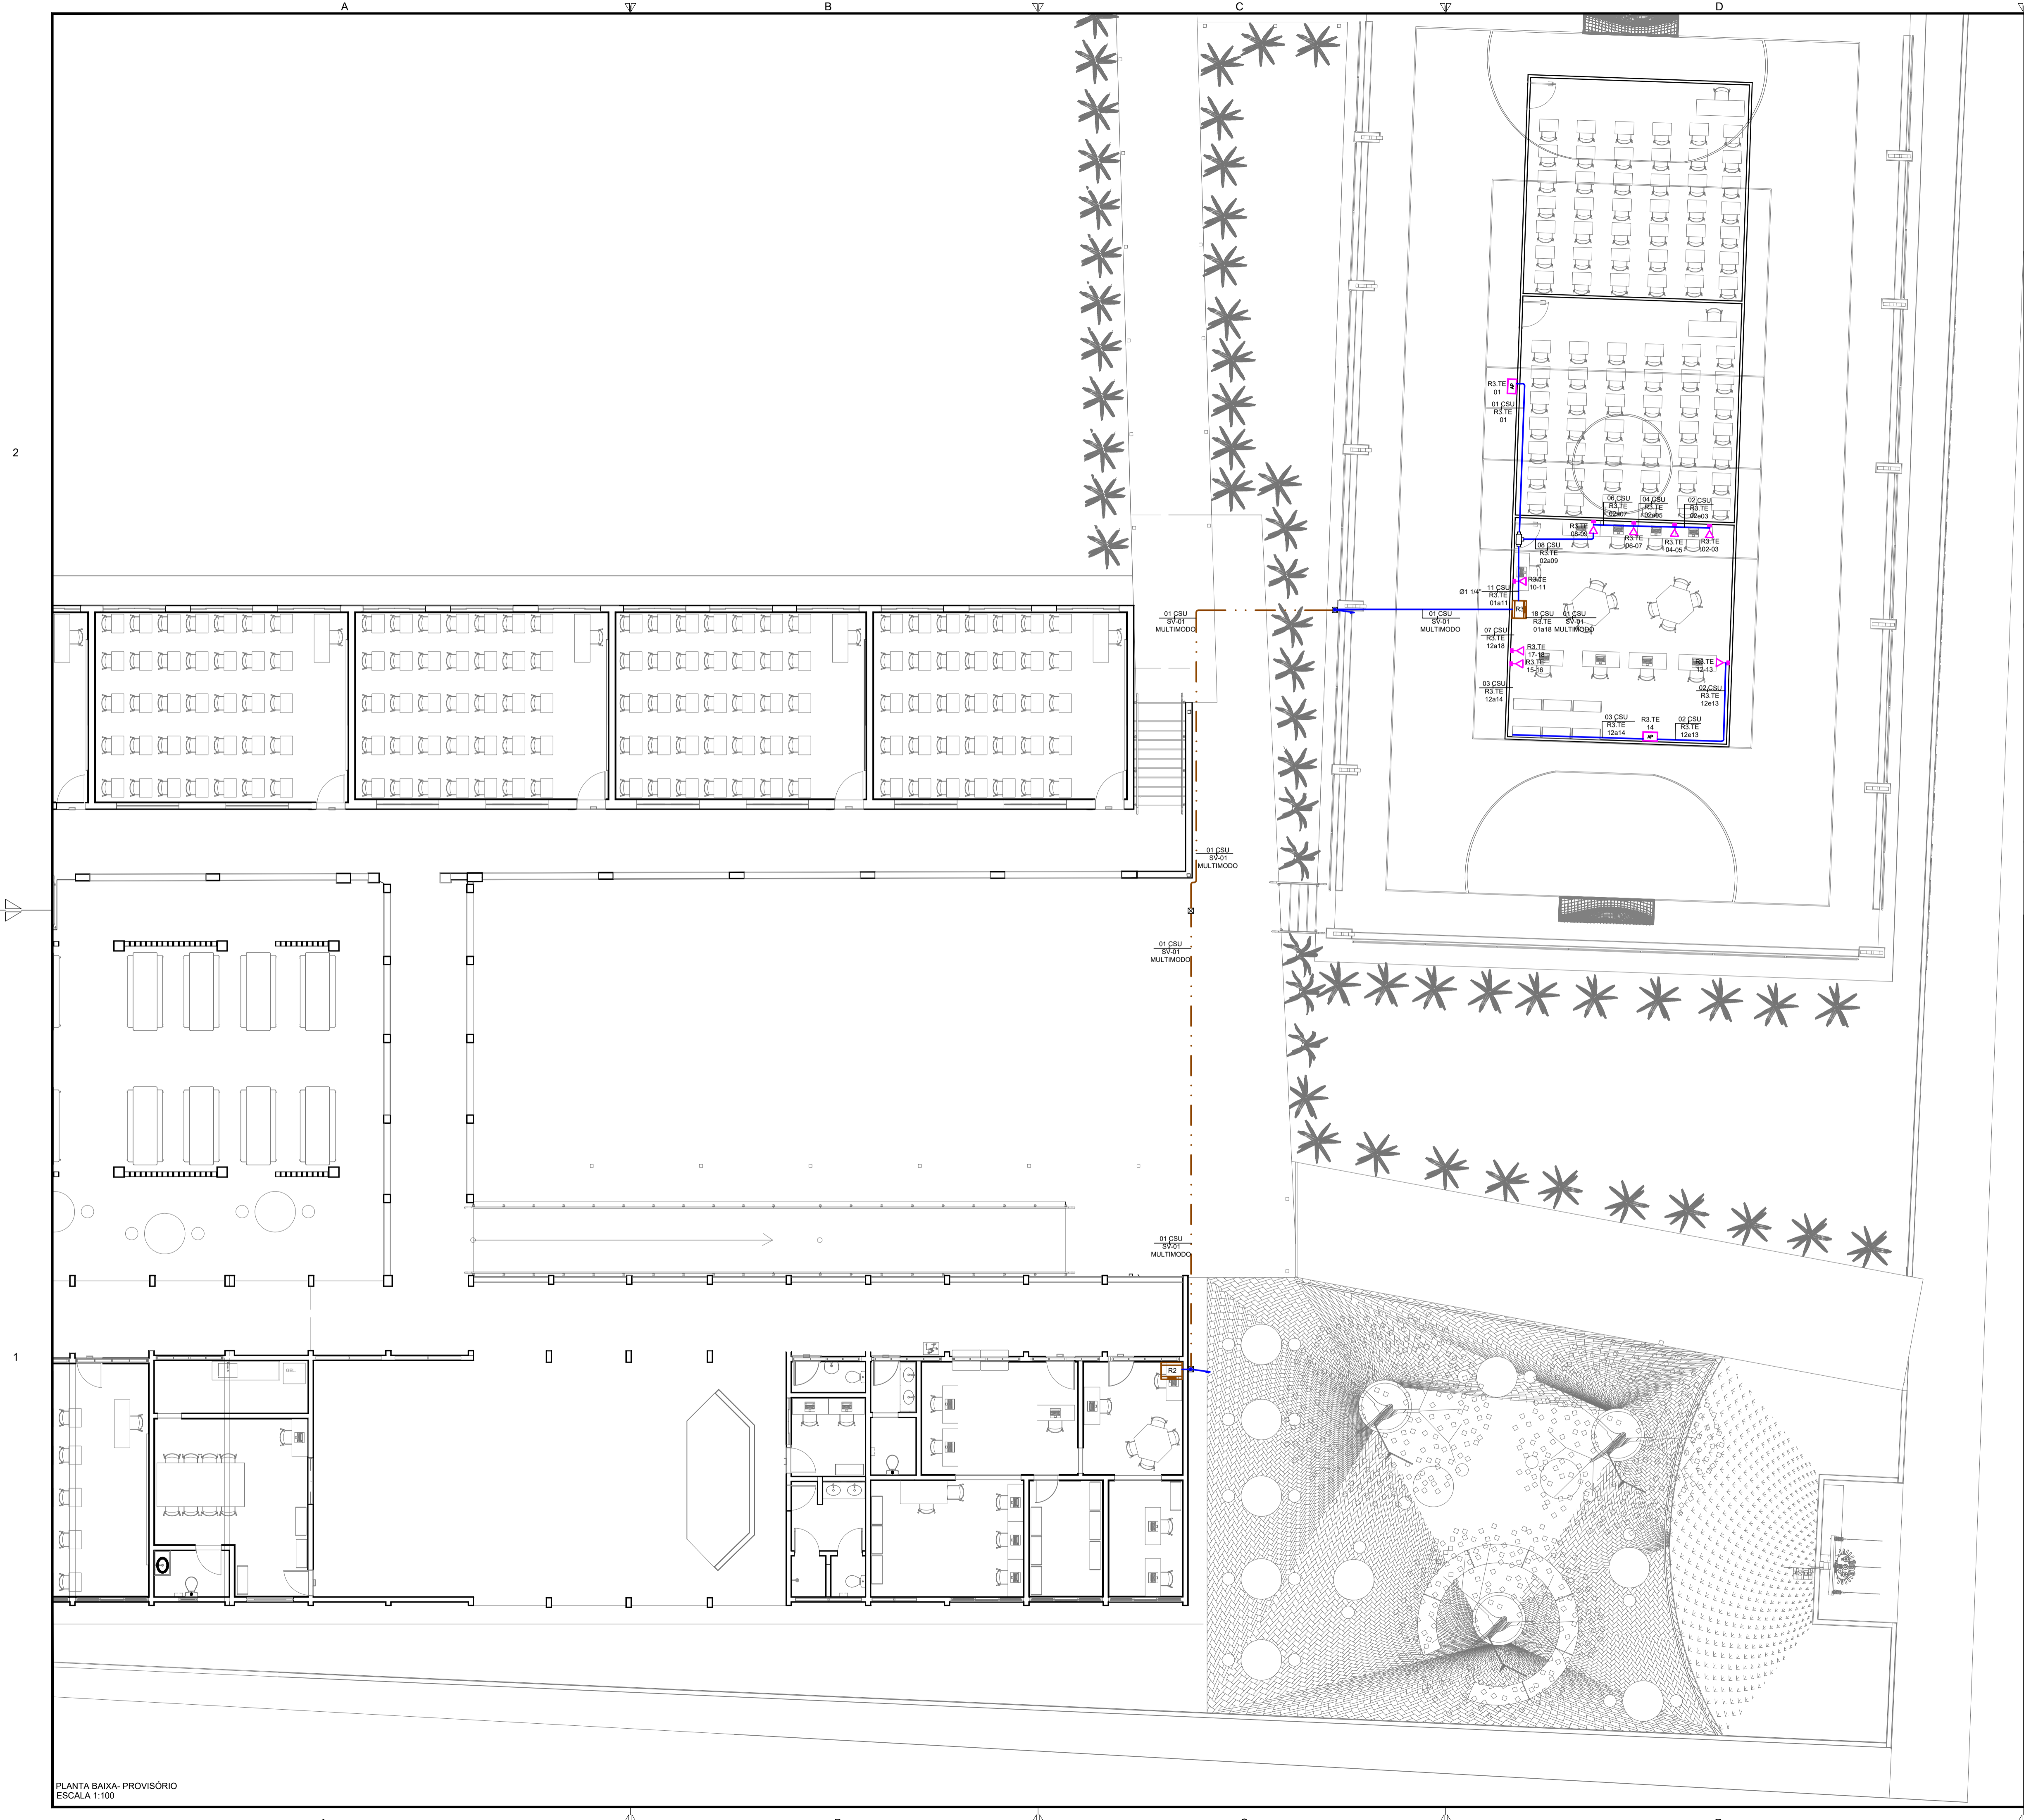 A
B
C
D
2
R3.TE
01
01 CSU
R3.TE
01
06 CSU
R3.TE
02a07
04 CSU
R3.TE
02a05
02 CSU
R3.TE
02e03
R3.TE
08-09
R3.TE
06-07
R3.TE
04-05
R3.TE
02-03
08 CSU
R3.TE
02a09
R3.TE
10-11
Ø1 1/4"
11 CSU
R3.TE
01a11
R3
18 CSU
R3.TE
01a18
01 CSU
SV-01
MULTIMODO
01 CSU
SV-01
MULTIMODO
01 CSU
SV-01
MULTIMODO
07 CSU
R3.TE
12a18
R3.TE
17-18
R3.TE
15-16
R3.TE
12-13
03 CSU
R3.TE
12a14
02 CSU
R3.TE
12e13
03 CSU
R3.TE
12a14
R3.TE
14
AP
02 CSU
R3.TE
12e13
01 CSU
SV-01
MULTIMODO
01 CSU
SV-01
MULTIMODO
01 CSU
SV-01
MULTIMODO
1
R2
PLANTA BAIXA- PROVISÓRIO
ESCALA 1:100